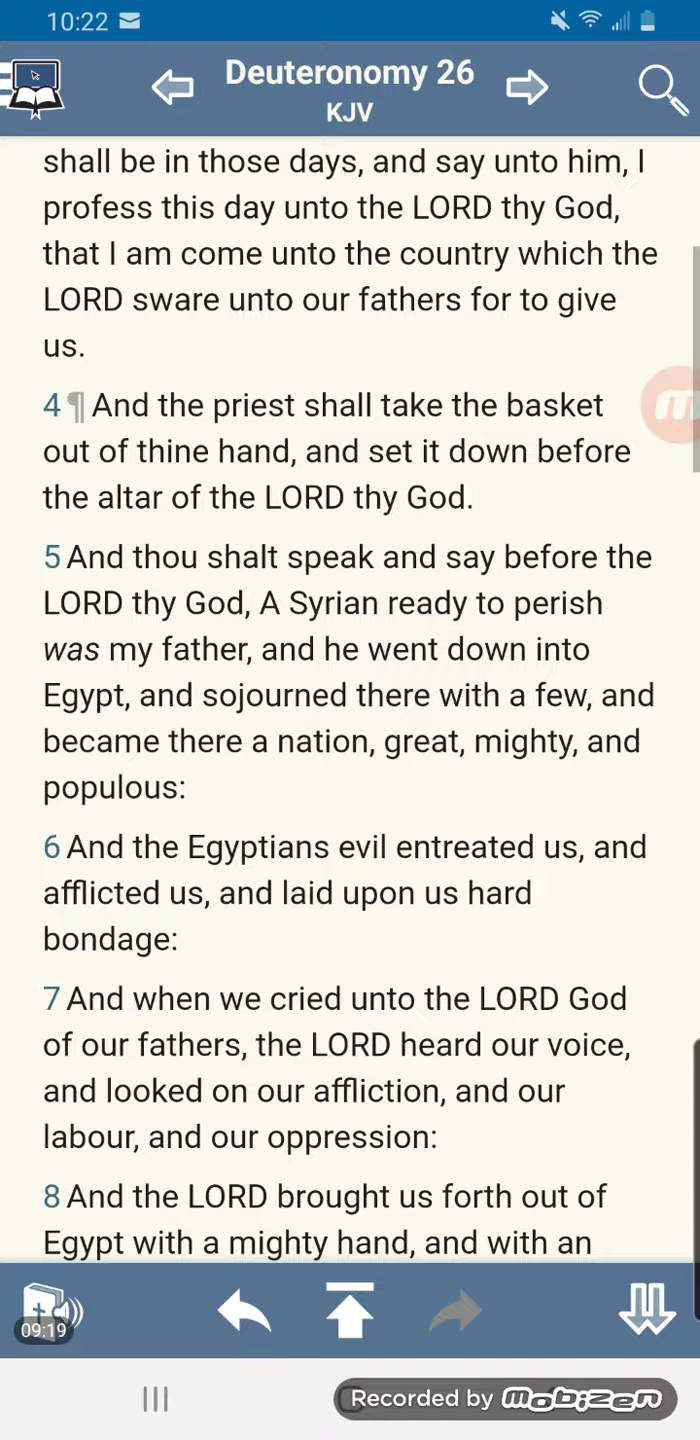 10:22
Deuteronomy 26
KJV
shall be in those days, and say unto him, I
profess this day unto the LORD thy God,
that I am come unto the country which the
LORD sware unto our fathers for to give
us.
4 ¶ And the priest shall take the basket
out of thine hand, and set it down before
the altar of the LORD thy God.
5 And thou shalt speak and say before the
LORD thy God, A Syrian ready to perish
was my father, and he went down into
Egypt, and sojourned there with a few, and
became there a nation, great, mighty, and
populous:
6 And the Egyptians evil entreated us, and
afflicted us, and laid upon us hard
bondage:
7 And when we cried unto the LORD God
of our fathers, the LORD heard our voice,
and looked on our affliction, and our
labour, and our oppression:
8 And the LORD brought us forth out of
Egypt with a mighty hand, and with an
09:19
Recorded by mobizen